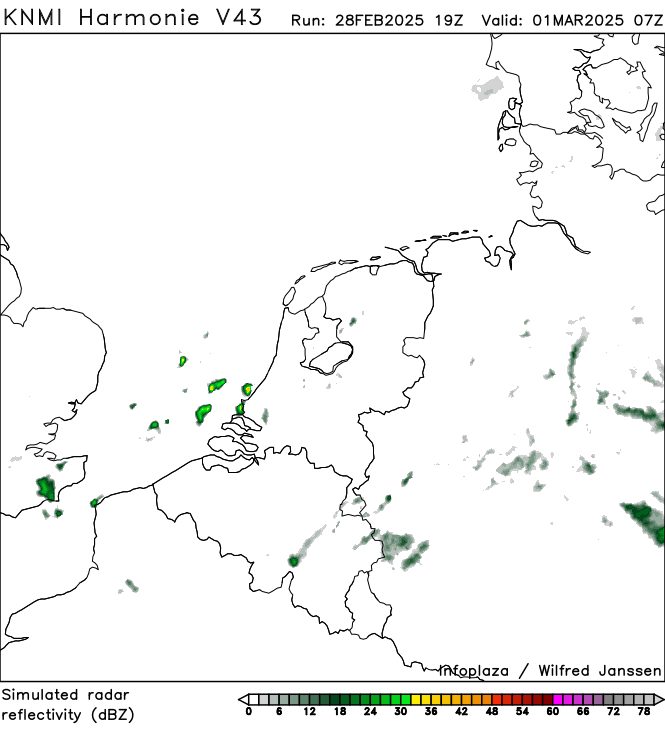 KNMI Harmonie V43 Run: 28FEB2025 19Z Valid: 01MAR2025 07Z
Infoplaza / Wilfred Janssen
Simulated radar
reflectivity (dBZ)
0 6 12 18 24 30 36 42 48 54 60 66 72 78